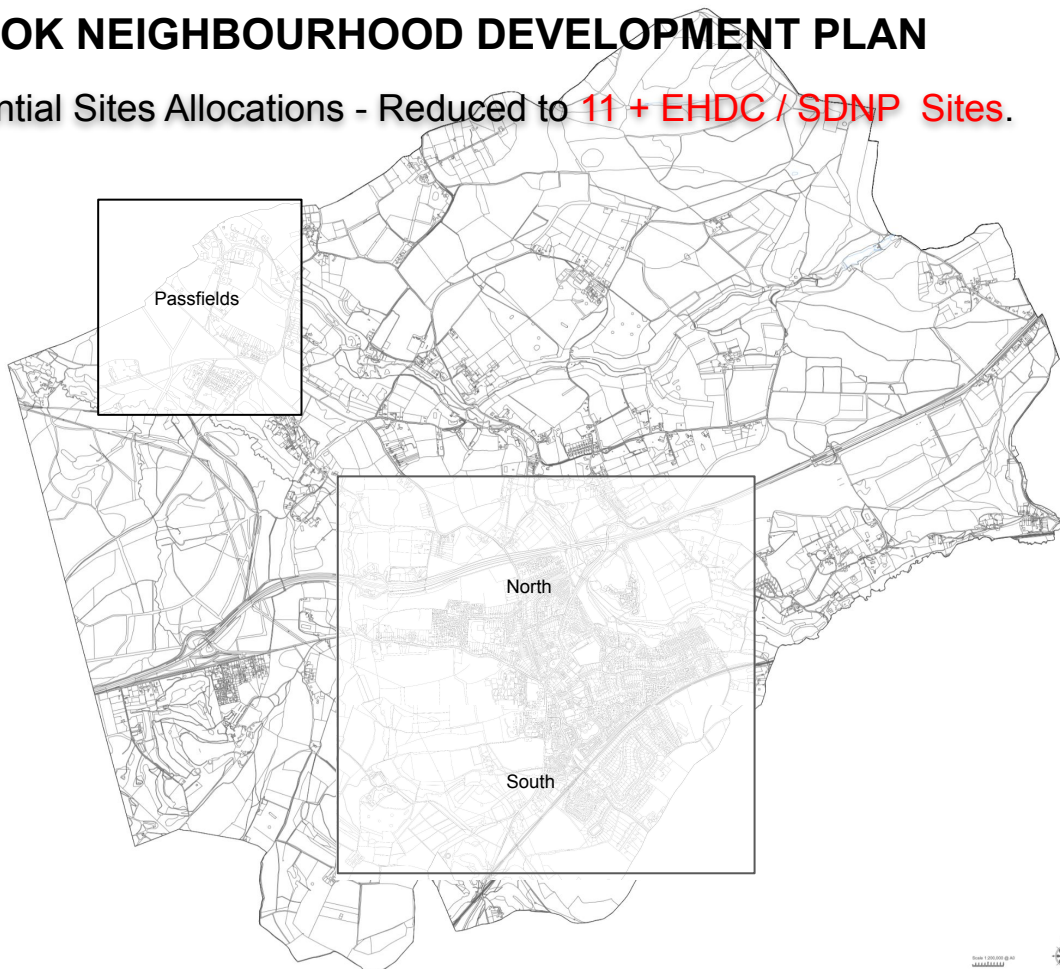 OK NEIGHBOURHOOD DEVELOPMENT PLAN
ntial Sites Allocations - Reduced to 11 + EHDC / SDNP Sites.
Passfields
North
South